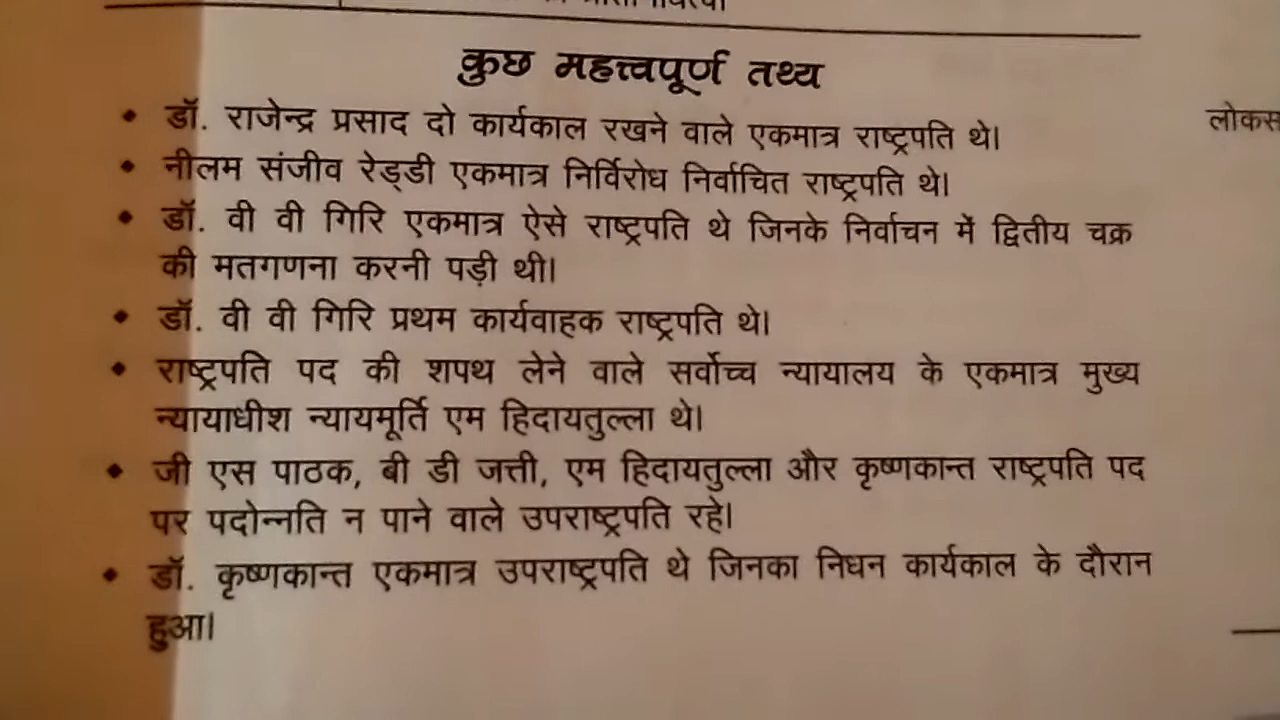 कुछ महत्त्वपूर्ण तथ्य
• डॉ. राजेन्द्र प्रसाद दो कार्यकाल रखने वाले एकमात्र राष्ट्रपति थे।
लोकस
• नीलम संजीव रेड्डी एकमात्र निर्विरोध निर्वाचित राष्ट्रपति थे।
• डॉ. वी वी गिरि एकमात्र ऐसे राष्ट्रपति थे जिनके निर्वाचन में द्वितीय चक्र
की मतगणना करनी पड़ी थी।
• डॉ. वी वी गिरि प्रथम कार्यवाहक राष्ट्रपति थे।
• राष्ट्रपति पद की शपथ लेने वाले सर्वोच्च न्यायालय के एकमात्र मुख्य
न्यायाधीश न्यायमूर्ति एम हिदायतुल्ला थे।
• जी एस पाठक, बी डी जत्ती, एम हिदायतुल्ला और कृष्णकान्त राष्ट्रपति पद
पर पदोन्नति न पाने वाले उपराष्ट्रपति रहे।
• डॉ. कृष्णकान्त एकमात्र उपराष्ट्रपति थे जिनका निधन कार्यकाल के दौरान
हुआ।